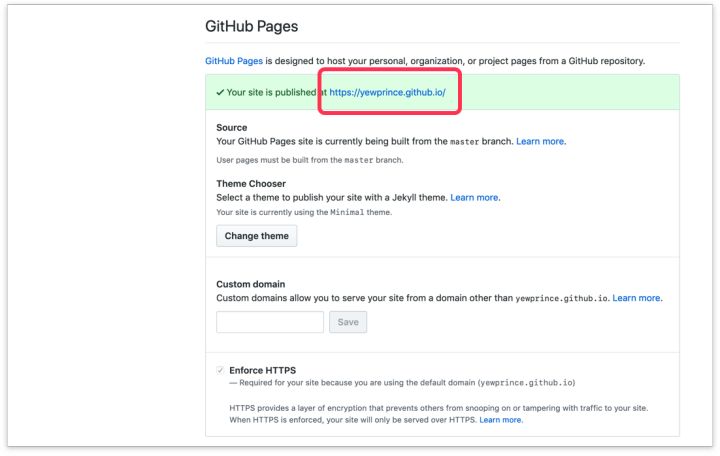 GitHub Pages
GitHub Pages is designed to host your personal, organization, or project pages from a GitHub repository.
✓ Your site is published at https://yewprince.github.io/
Source
Your GitHub Pages site is currently being built from the master branch. Learn more.
User pages must be built from the master branch.
Theme Chooser
Select a theme to publish your site with a Jekyll theme. Learn more.
Your site is currently using the Minimal theme.
Change theme
Custom domain
Custom domains allow you to serve your site from a domain other than yewprince.github.io. Learn more.
Save
✓ Enforce HTTPS
— Required for your site because you are using the default domain (yewprince.github.io)
HTTPS provides a layer of encryption that prevents others from snooping on or tampering with traffic to your site.
When HTTPS is enforced, your site will only be served over HTTPS. Learn more.